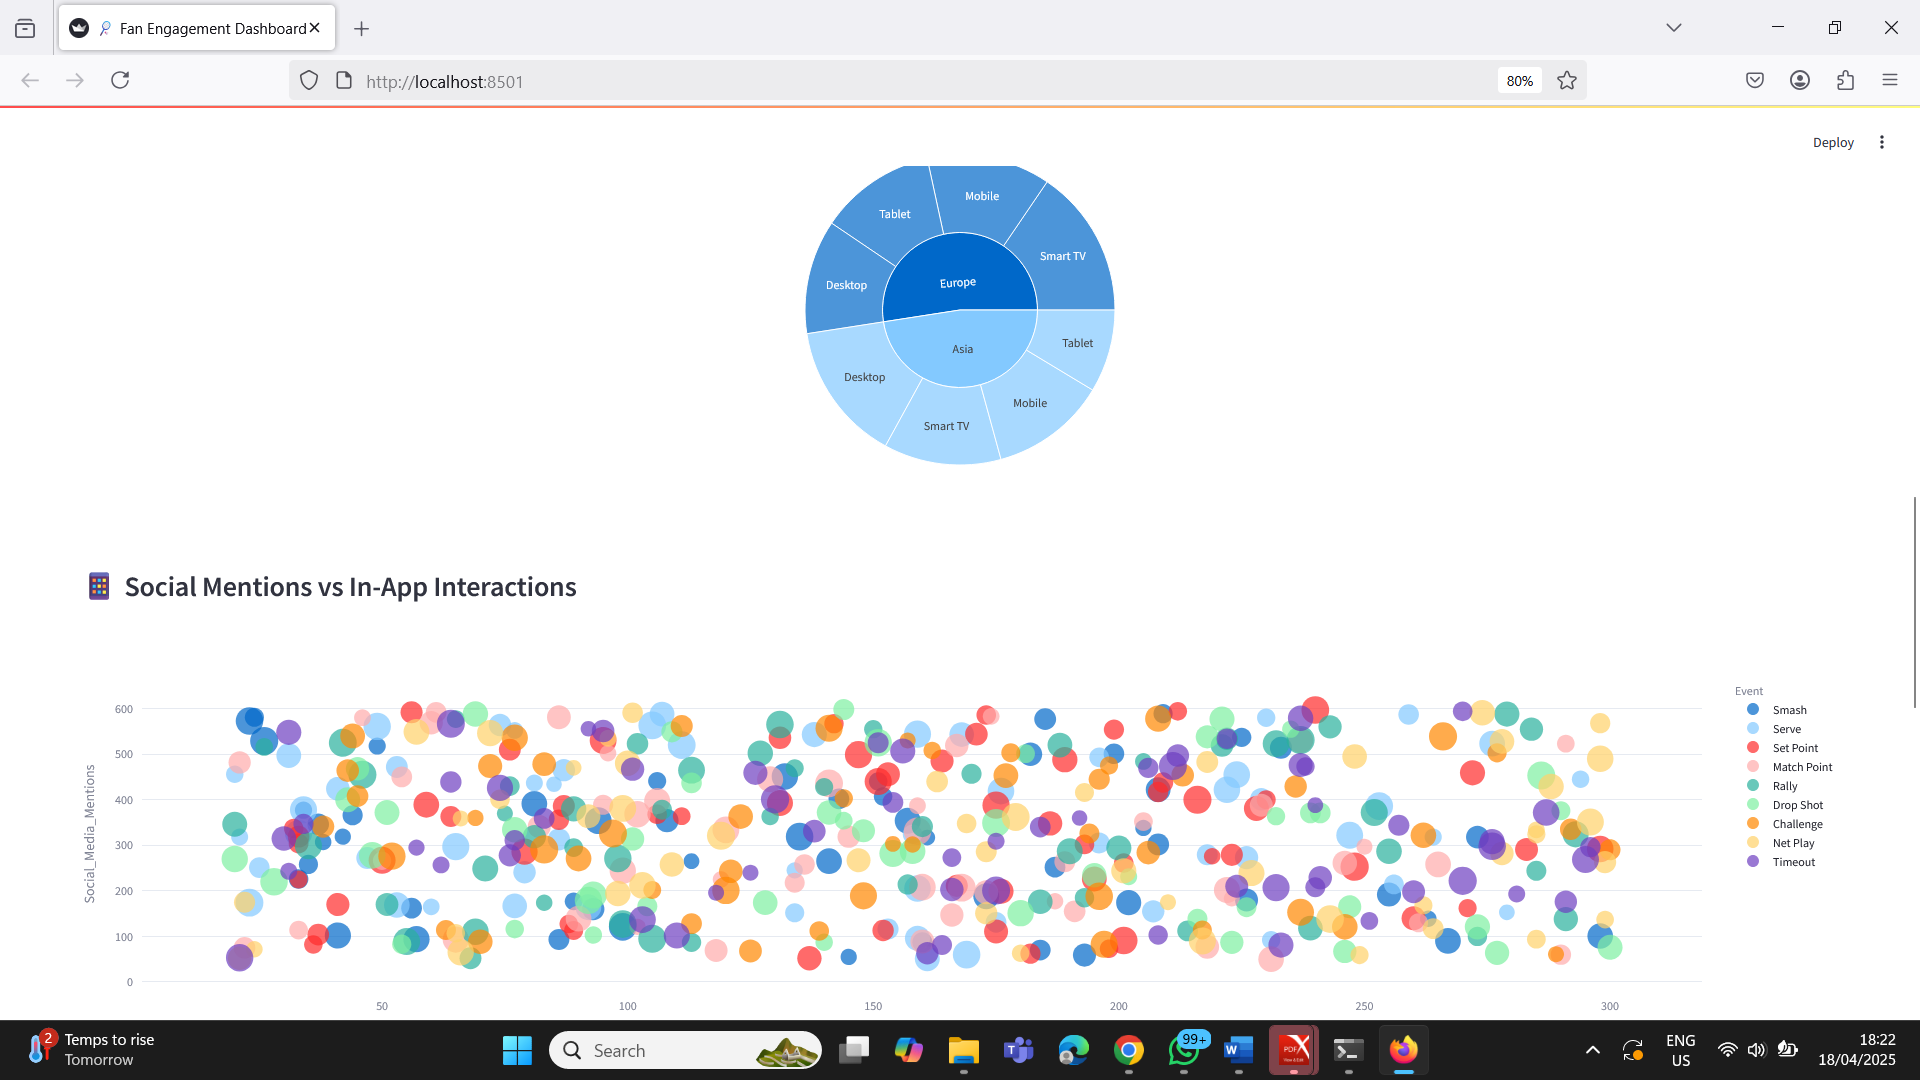 Fan Engagement Dashboard
http://localhost:8501
80%
Deploy
Mobile
Tablet
Smart TV
Desktop
Europe
Asia
Tablet
Desktop
Mobile
Smart TV
Social Mentions vs In-App Interactions
Event
Smash
Serve
Set Point
Match Point
Rally
Drop Shot
Challenge
Net Play
Timeout
Social_Media_Mentions
600
500
400
300
200
100
0
50
100
150
200
250
300
2
Temps to rise
Tomorrow
Search
99+
PDF
ENG
US
18:22
18/04/2025